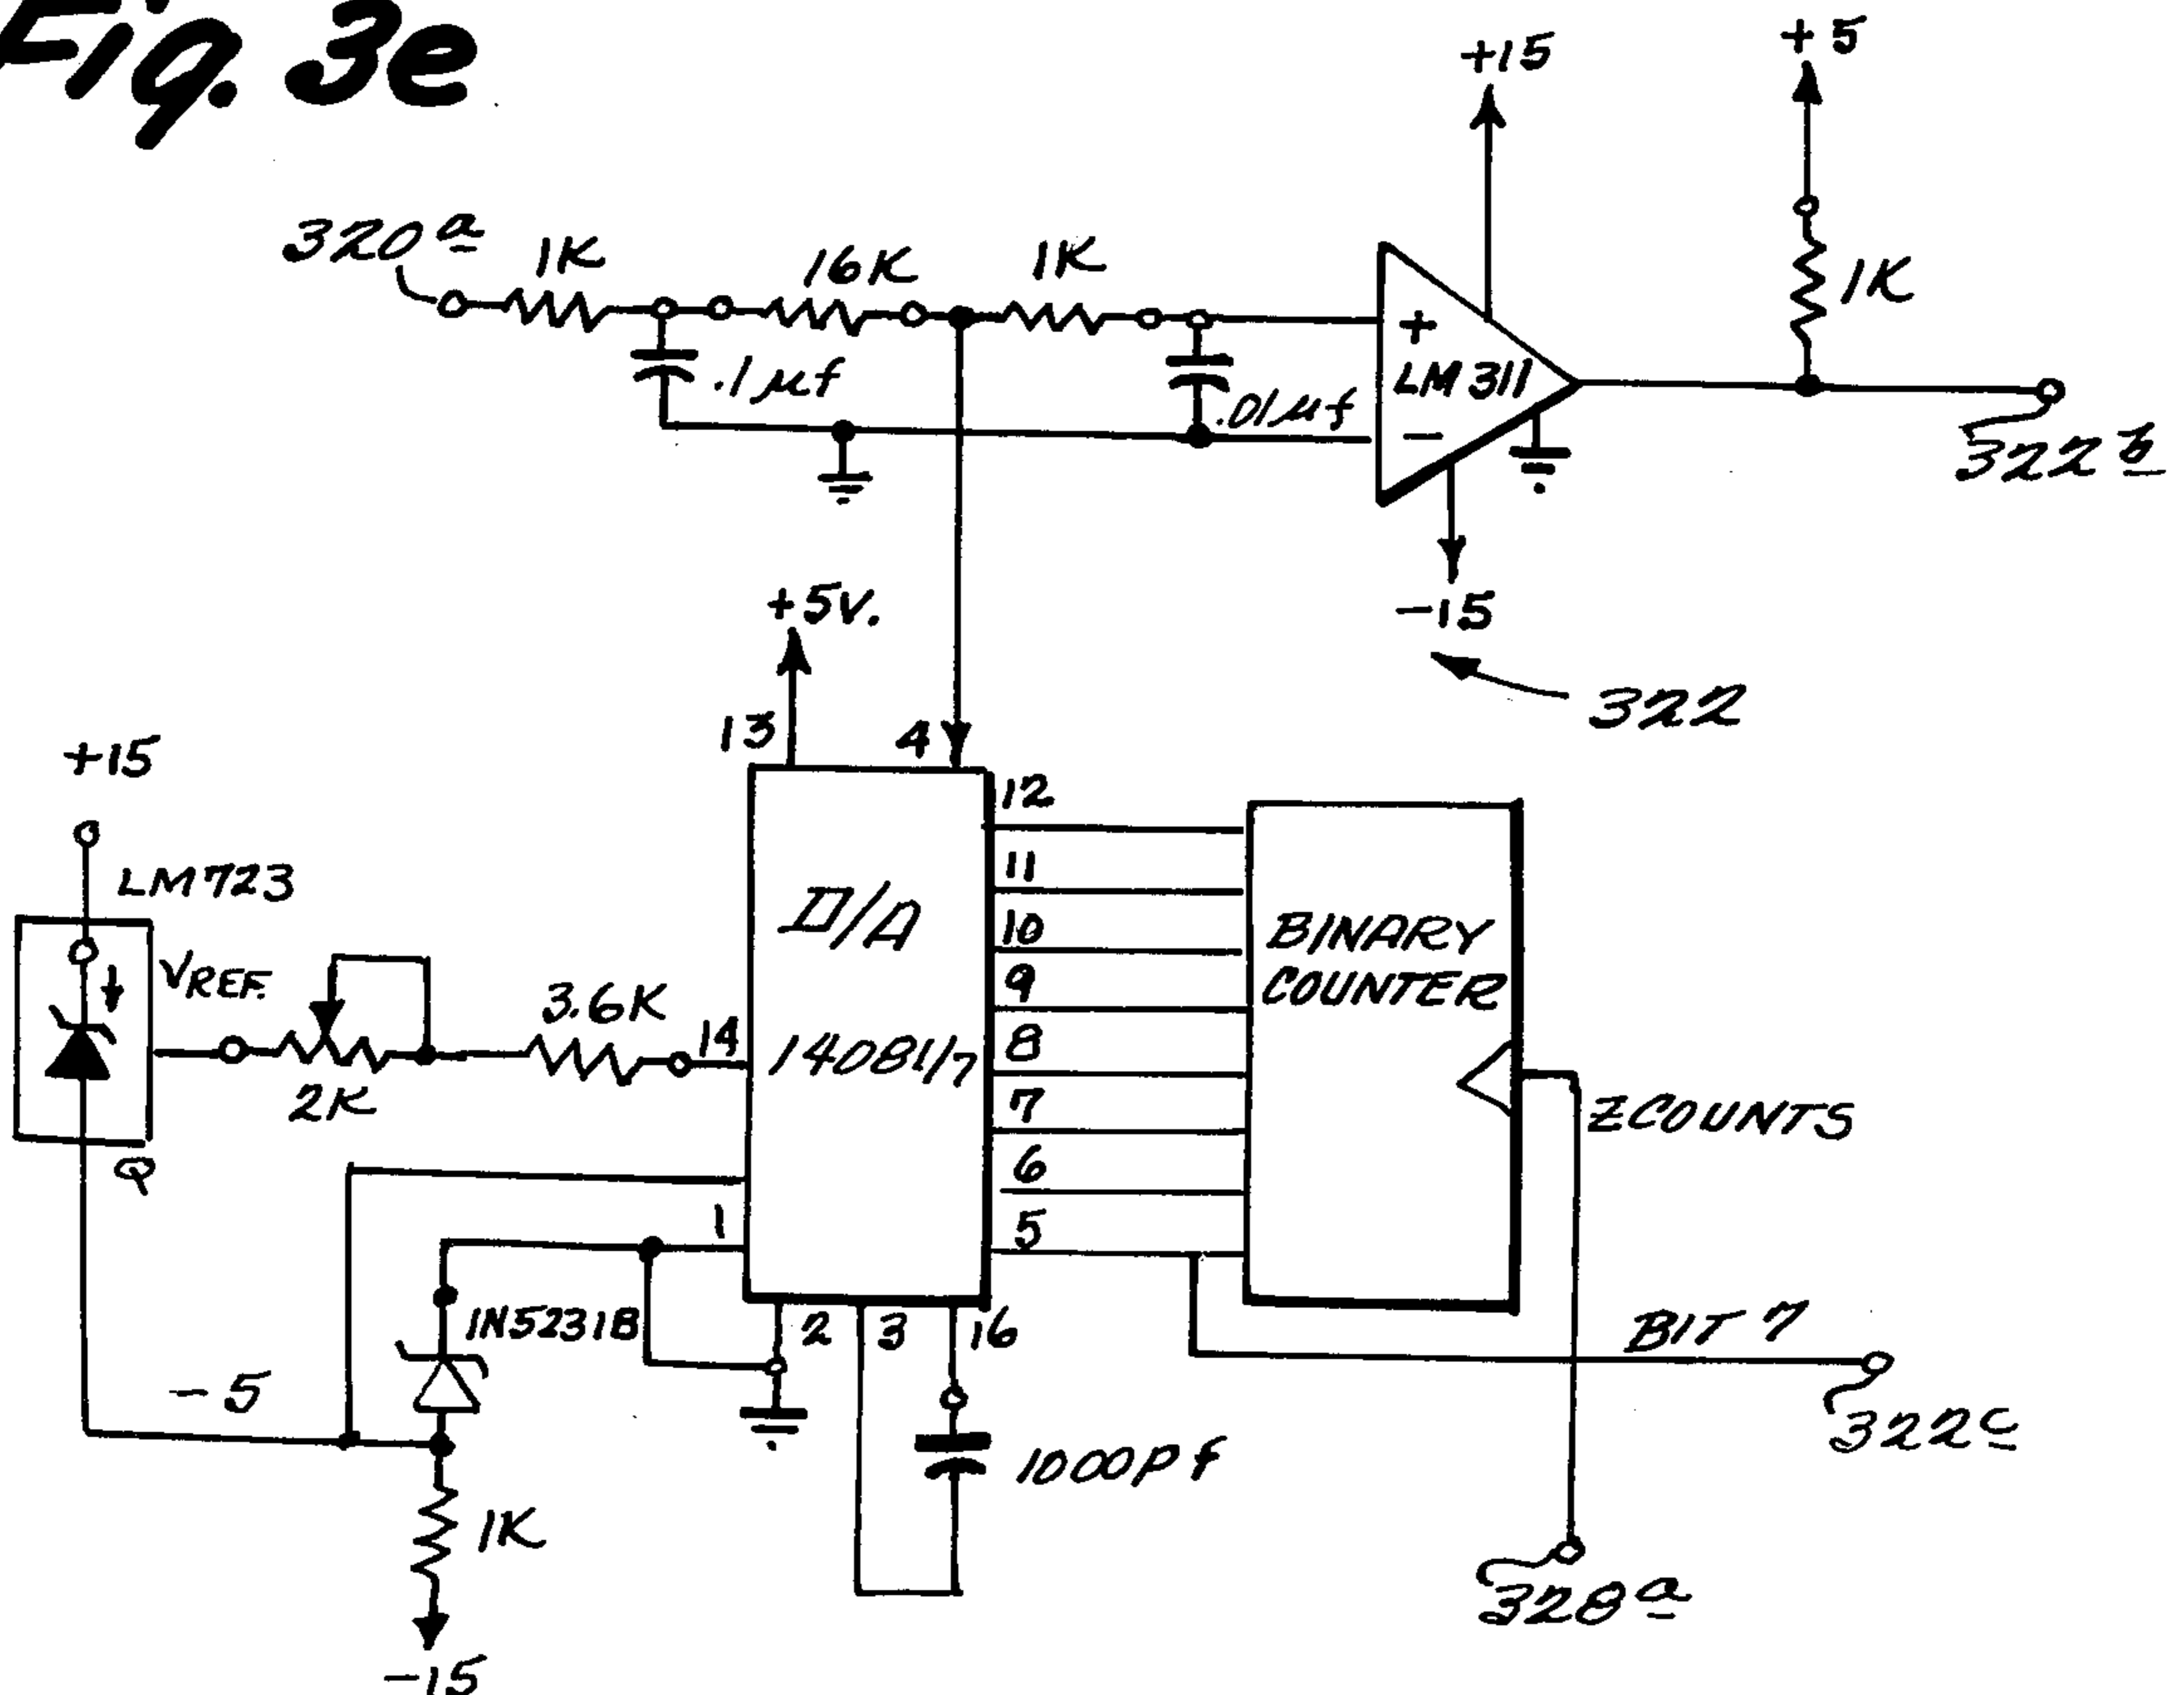 Fig. 3e
+15
+5
320a
1K
16K
1K
1K
.1µf
.01µf
+
LM311
−
322b
-15
322
+5V.
13
4
+15
LM723
VREF.
2K
3.6K
14
D/A
1408L/7
12
11
10
9
8
7
6
5
BINARY
COUNTER
ZCOUNTS
1
2
3
16
1N5231B
-5
BIT 7
322c
1000pf
1K
328a
-15